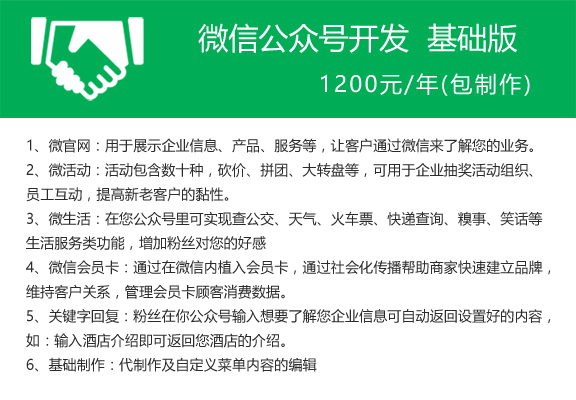 微信公众号开发 基础版
1200元/年(包制作)
1、微官网：用于展示企业信息、产品、服务等，让客户通过微信来了解您的业务。
2、微活动：活动包含数十种，砍价、拼团、大转盘等，可用于企业抽奖活动组织、
员工互动，提高新老客户的黏性。
3、微生活：在您公众号里可实现查公交、天气、火车票、快递查询、糗事、笑话等
生活服务类功能，增加粉丝对您的好感
4、微信会员卡：通过在微信内植入会员卡，通过社会化传播帮助商家快速建立品牌，
维持客户关系，管理会员卡顾客消费数据。
5、关键字回复：粉丝在你公众号输入想要了解您企业信息可自动返回设置好的内容，
如：输入酒店介绍即可返回您酒店的介绍。
6、基础制作：代制作及自定义菜单内容的编辑